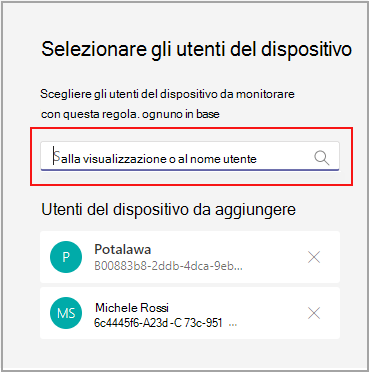 Selezionare gli utenti del dispositivo
Scegliere gli utenti del dispositivo da monitorare
con questa regola. ognuno in base
Salla visualizzazione o al nome utente
Utenti del dispositivo da aggiungere
P
Potalawa
B00883b8-2ddb-4dca-9eb...
MS
Michele Rossi
6c4445f6-A23d -C 73c-951 ...